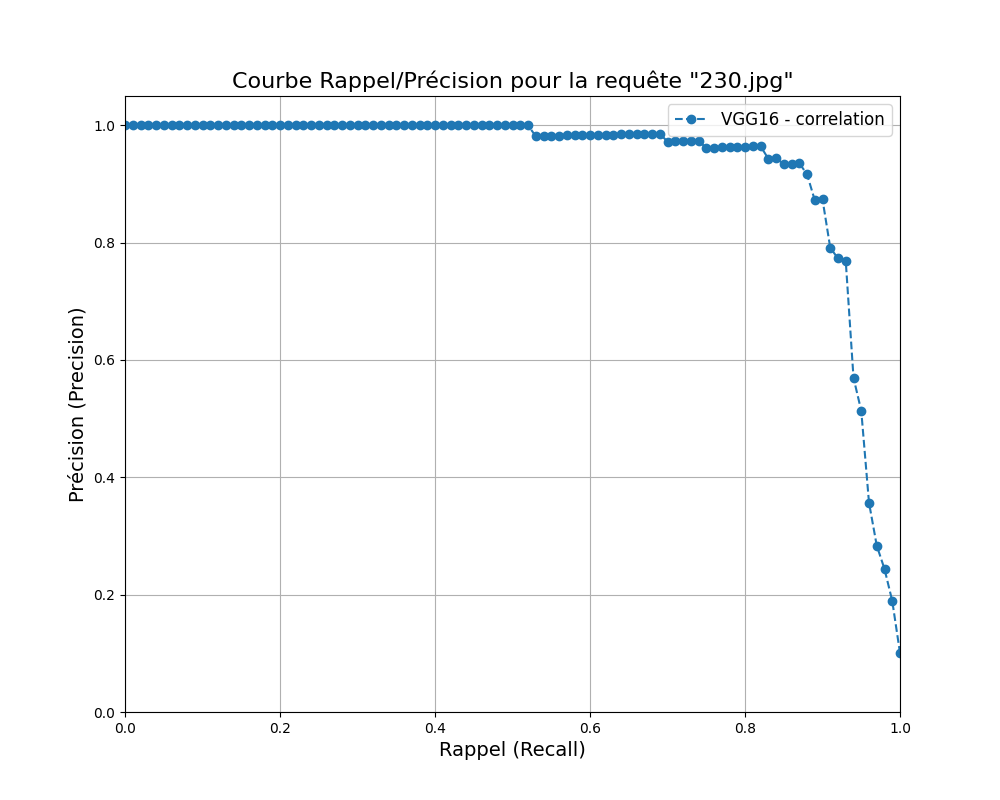 Courbe Rappel/Précision pour la requête "230.jpg"
VGG16 - correlation
1.0
0.8
0.6
0.4
0.2
0.0
Précision (Precision)
0.0 0.2 0.4 0.6 0.8 1.0
Rappel (Recall)